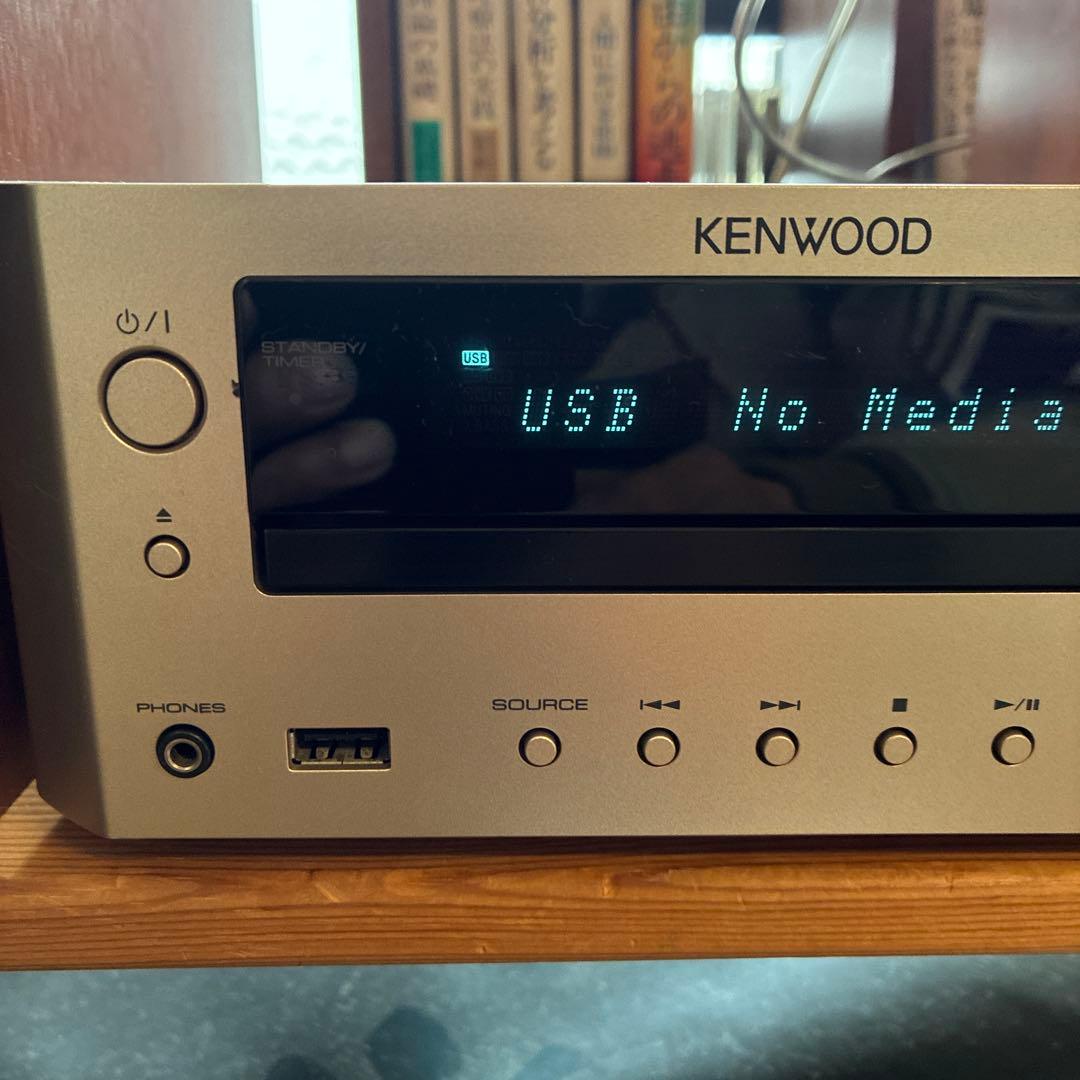 KENWOOD
STANDBY/
TIMER
USB
USB No Media
PHONES
SOURCE